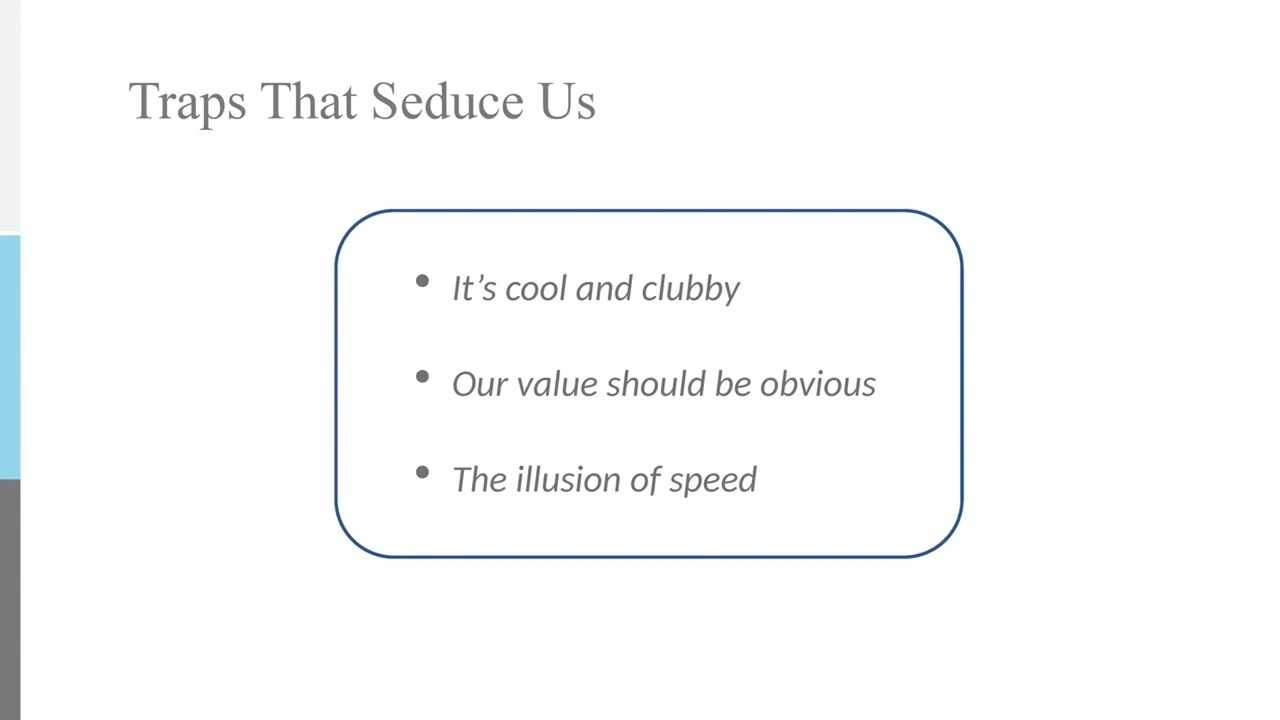 Traps That Seduce Us
• It’s cool and clubby
• Our value should be obvious
• The illusion of speed